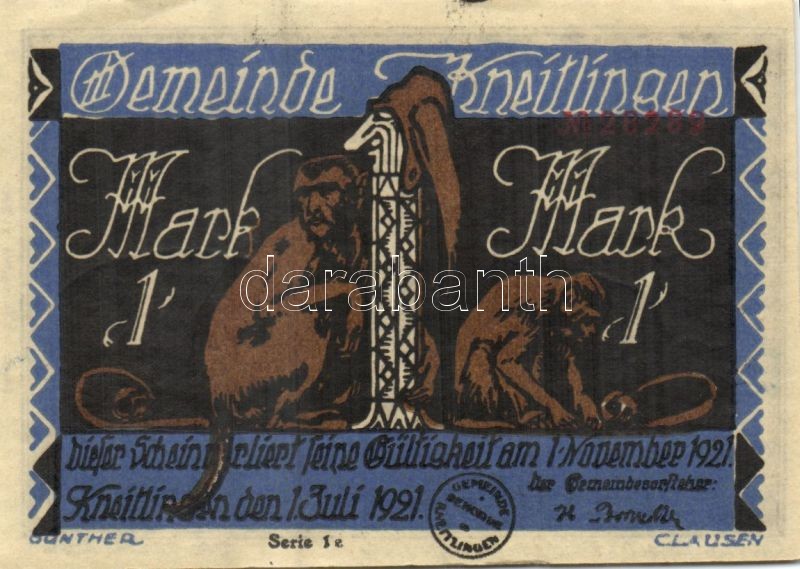 Gemeinde Kneitlingen
Mark Mark
1 1
darabanth
dieser Schein verliert seine Gültigkeit am 1 November 1921.
Kneitlingen den 1. Juli 1921.
der Gemeindevorsteher:
GEMEINDE
KNEITLINGEN
GÜNTHER
Serie 1e
CLAUSEN